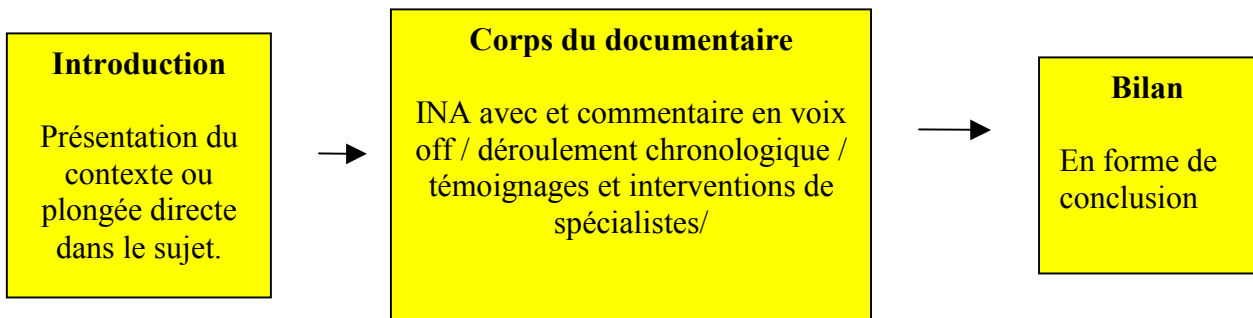 Introduction
Présentation du
contexte ou
plongée directe
dans le sujet.
Corps du documentaire
INA avec et commentaire en voix
off / déroulement chronologique /
témoignages et interventions de
spécialistes/
Bilan
En forme de
conclusion